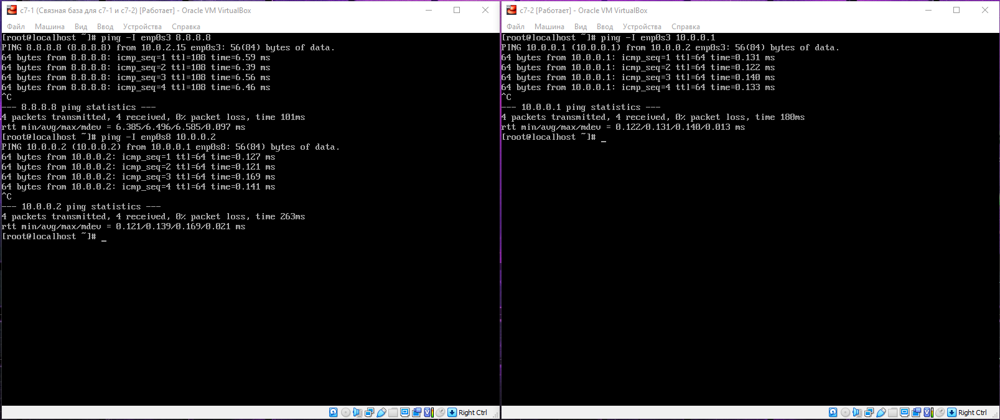 c7-1 (Связная база для c7-1 и c7-2) [Работает] - Oracle VM VirtualBox
Файл Машина Вид Ввод Устройства Справка
[root@localhost ~]# ping -I enp0s3 8.8.8.8
PING 8.8.8.8 (8.8.8.8) from 10.0.2.15 enp0s3: 56(84) bytes of data.
64 bytes from 8.8.8.8: icmp_seq=1 ttl=108 time=6.59 ms
64 bytes from 8.8.8.8: icmp_seq=2 ttl=108 time=6.39 ms
64 bytes from 8.8.8.8: icmp_seq=3 ttl=108 time=6.56 ms
64 bytes from 8.8.8.8: icmp_seq=4 ttl=108 time=6.46 ms
^C
--- 8.8.8.8 ping statistics ---
4 packets transmitted, 4 received, 0% packet loss, time 101ms
rtt min/avg/max/mdev = 6.385/6.496/6.585/0.097 ms
[root@localhost ~]# ping -I enp0s8 10.0.0.2
PING 10.0.0.2 (10.0.0.2) from 10.0.0.1 enp0s8: 56(84) bytes of data.
64 bytes from 10.0.0.2: icmp_seq=1 ttl=64 time=0.127 ms
64 bytes from 10.0.0.2: icmp_seq=2 ttl=64 time=0.121 ms
64 bytes from 10.0.0.2: icmp_seq=3 ttl=64 time=0.169 ms
64 bytes from 10.0.0.2: icmp_seq=4 ttl=64 time=0.141 ms
^C
--- 10.0.0.2 ping statistics ---
4 packets transmitted, 4 received, 0% packet loss, time 263ms
rtt min/avg/max/mdev = 0.121/0.139/0.169/0.021 ms
[root@localhost ~]# _
Right Ctrl
c7-2 [Работает] - Oracle VM VirtualBox
Файл Машина Вид Ввод Устройства Справка
[root@localhost ~]# ping -I enp0s3 10.0.0.1
PING 10.0.0.1 (10.0.0.1) from 10.0.0.2 enp0s3: 56(84) bytes of data.
64 bytes from 10.0.0.1: icmp_seq=1 ttl=64 time=0.131 ms
64 bytes from 10.0.0.1: icmp_seq=2 ttl=64 time=0.122 ms
64 bytes from 10.0.0.1: icmp_seq=3 ttl=64 time=0.140 ms
64 bytes from 10.0.0.1: icmp_seq=4 ttl=64 time=0.133 ms
^C
--- 10.0.0.1 ping statistics ---
4 packets transmitted, 4 received, 0% packet loss, time 180ms
rtt min/avg/max/mdev = 0.122/0.131/0.140/0.013 ms
[root@localhost ~]# _
Right Ctrl